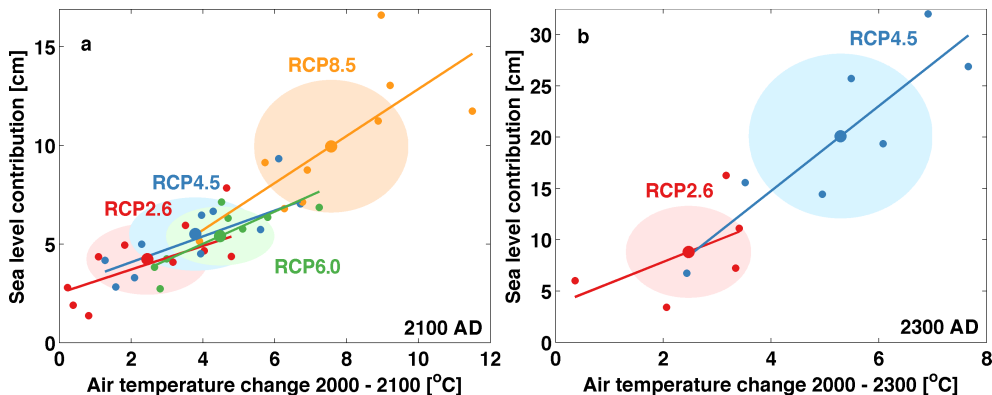 a
RCP8.5
RCP4.5
RCP2.6
RCP6.0
2100 AD
Sea level contribution [cm]
15
10
5
0
0 2 4 6 8 10 12
Air temperature change 2000 - 2100 [°C]
b
RCP4.5
RCP2.6
2300 AD
Sea level contribution [cm]
30
25
20
15
10
5
0
0 2 4 6 8
Air temperature change 2000 - 2300 [°C]